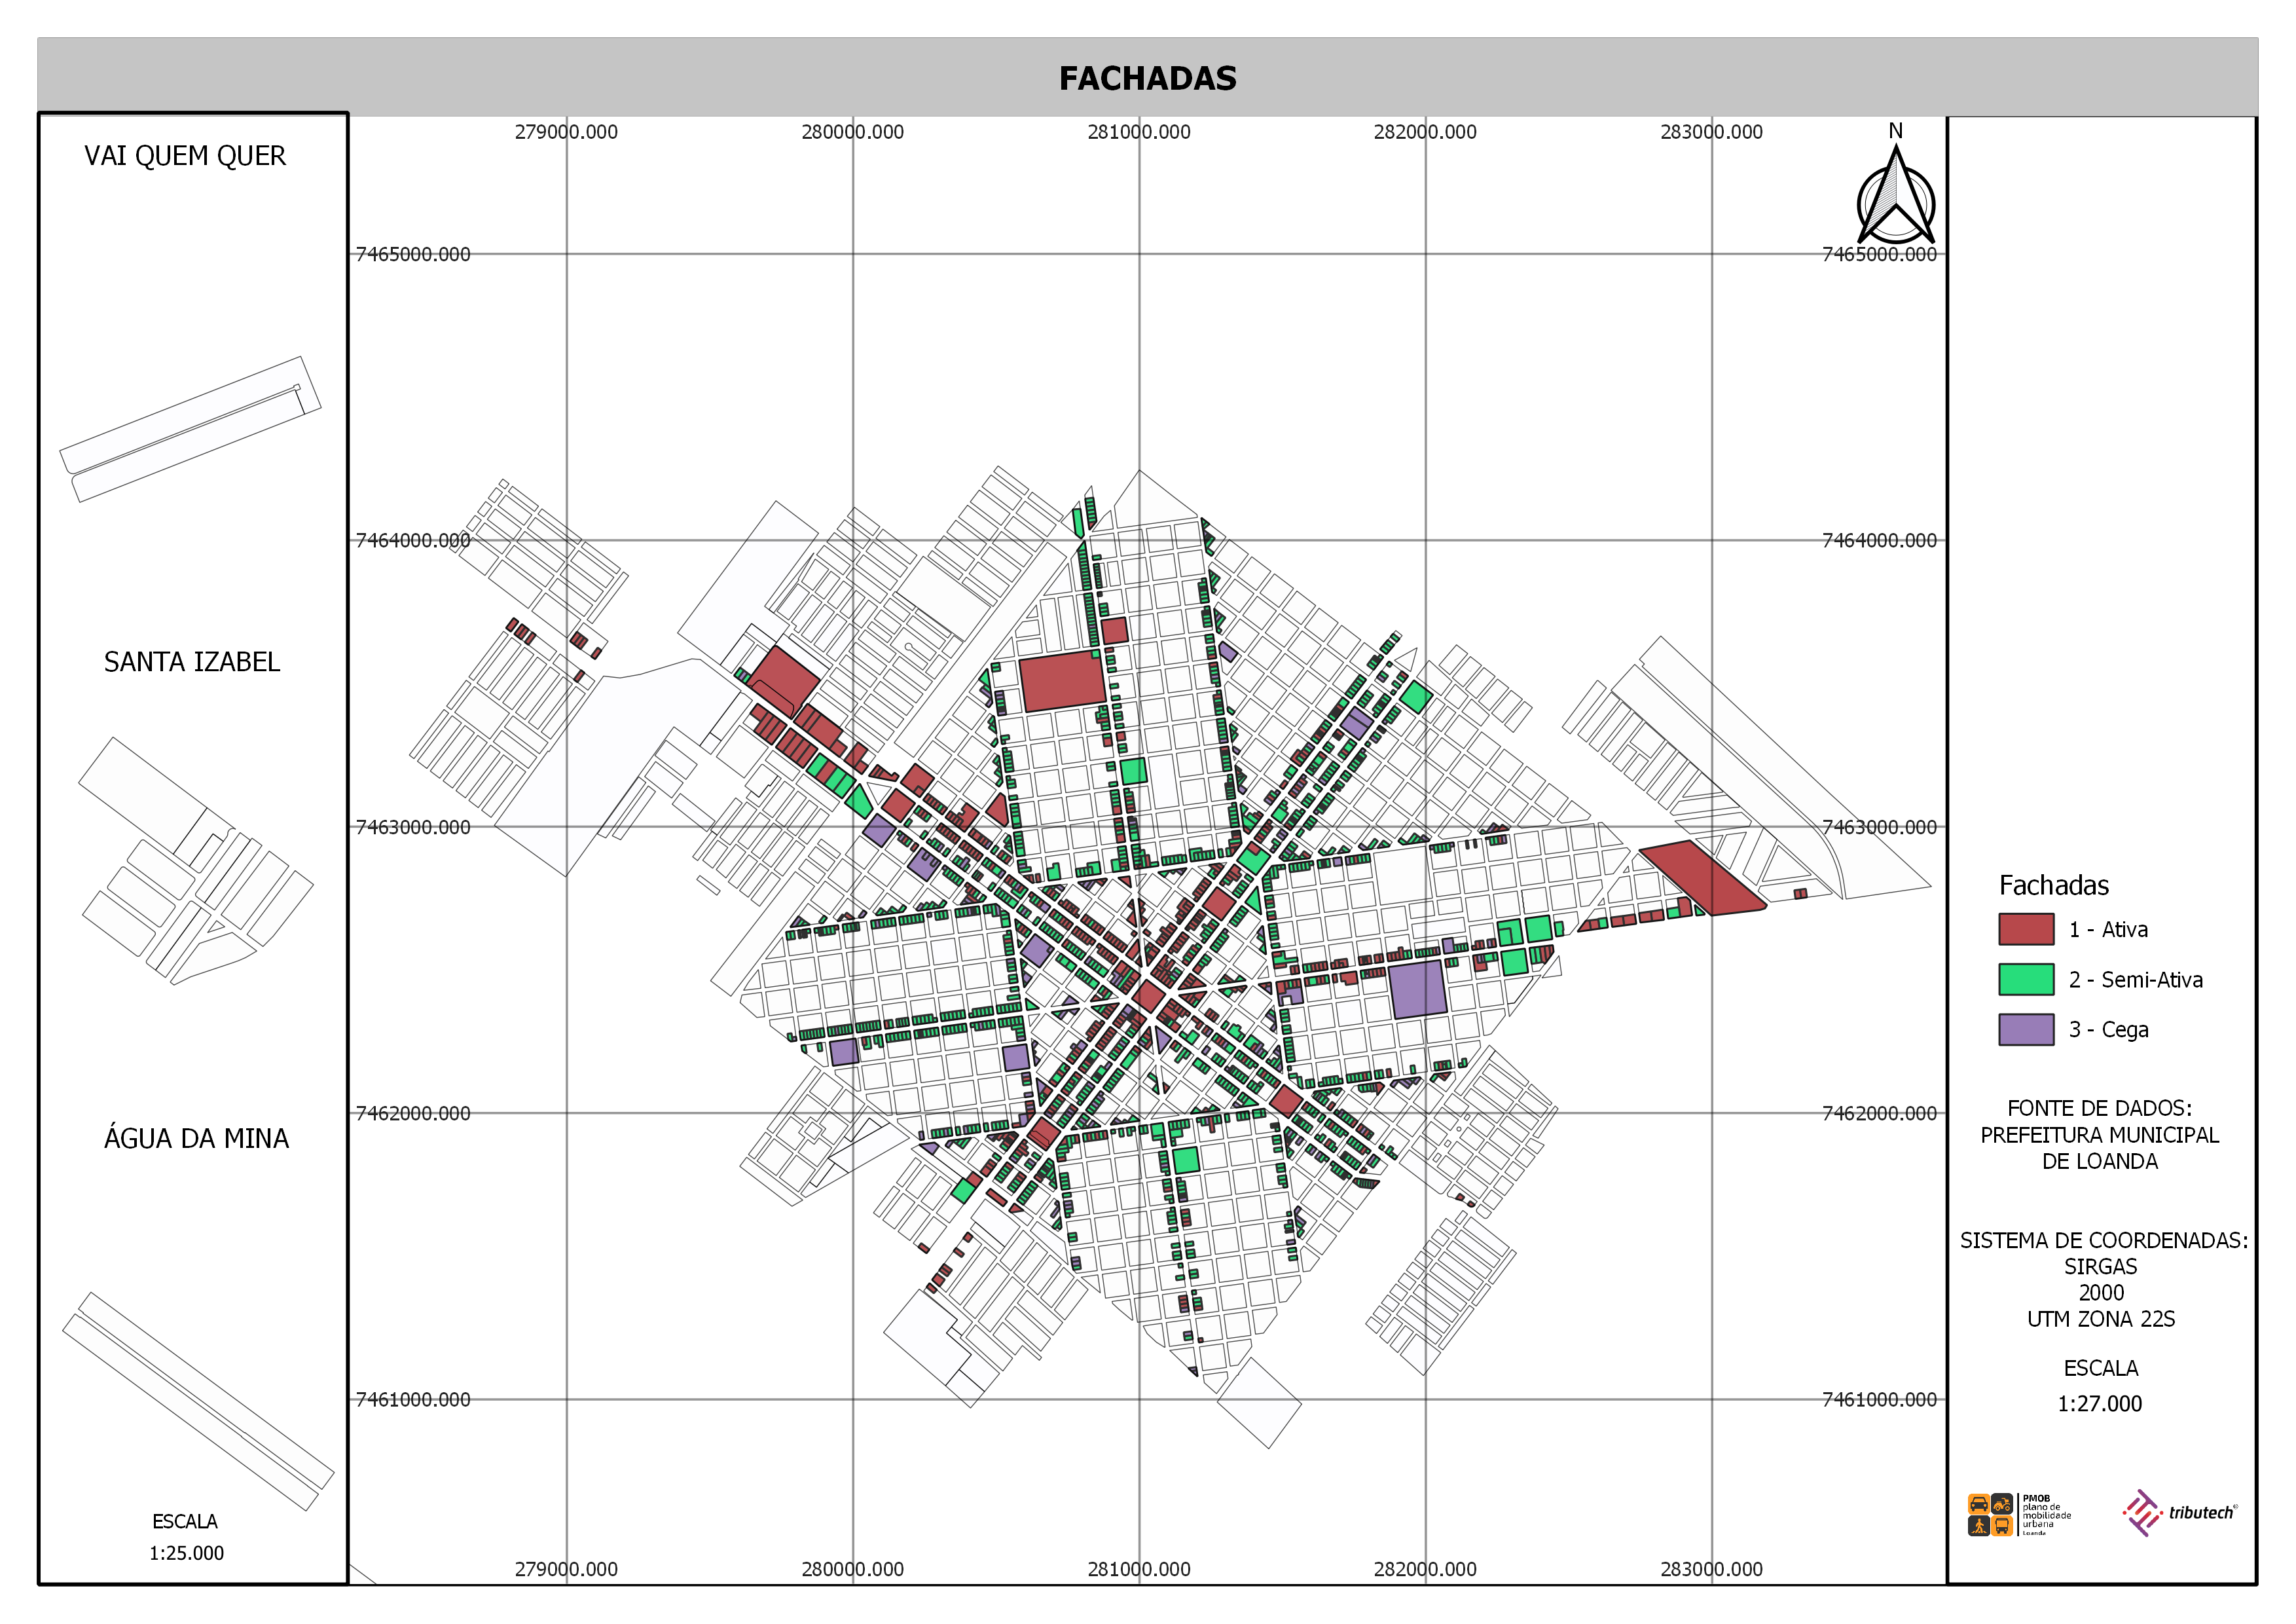 FACHADAS
VAI QUEM QUER
SANTA IZABEL
ÁGUA DA MINA
ESCALA
1:25.000
279000.000 280000.000 281000.000 282000.000 283000.000
N
7465000.000 7465000.000
7464000.000 7464000.000
7463000.000 7463000.000
7462000.000 7462000.000
7461000.000 7461000.000
279000.000 280000.000 281000.000 282000.000 283000.000
Fachadas
1 - Ativa
2 - Semi-Ativa
3 - Cega
FONTE DE DADOS:
PREFEITURA MUNICIPAL
DE LOANDA
SISTEMA DE COORDENADAS:
SIRGAS
2000
UTM ZONA 22S
ESCALA
1:27.000
PMOB
plano de
mobilidade
urbana
Loanda
tributech®